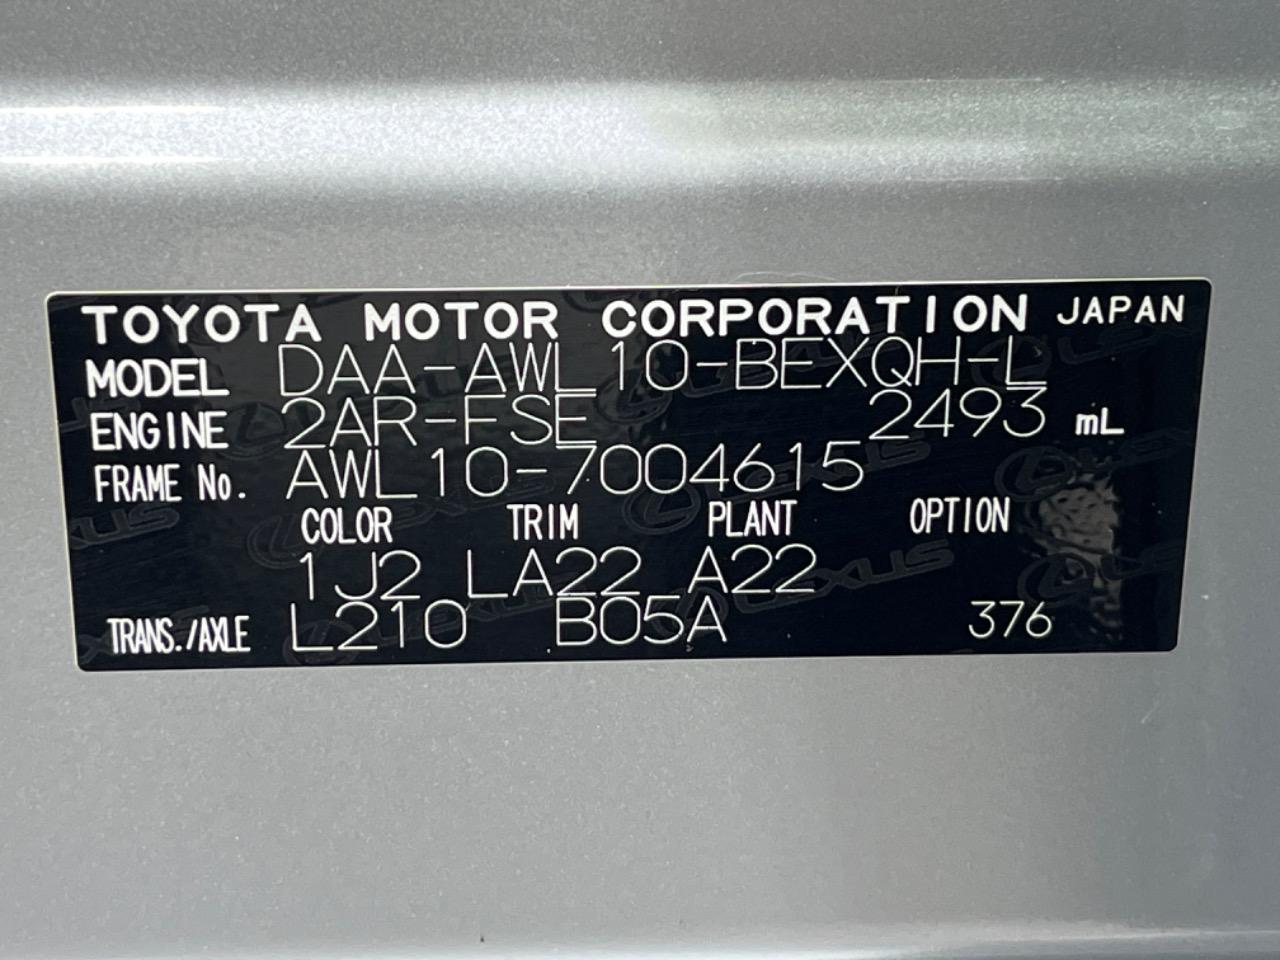 TOYOTA MOTOR CORPORATION JAPAN
MODEL DAA-AWL10-BEXQH-L
ENGINE 2AR-FSE 2493 mL
FRAME No. AWL10-7004615
COLOR TRIM PLANT OPTION
1J2 LA22 A22
TRANS./AXLE L210 B05A 376